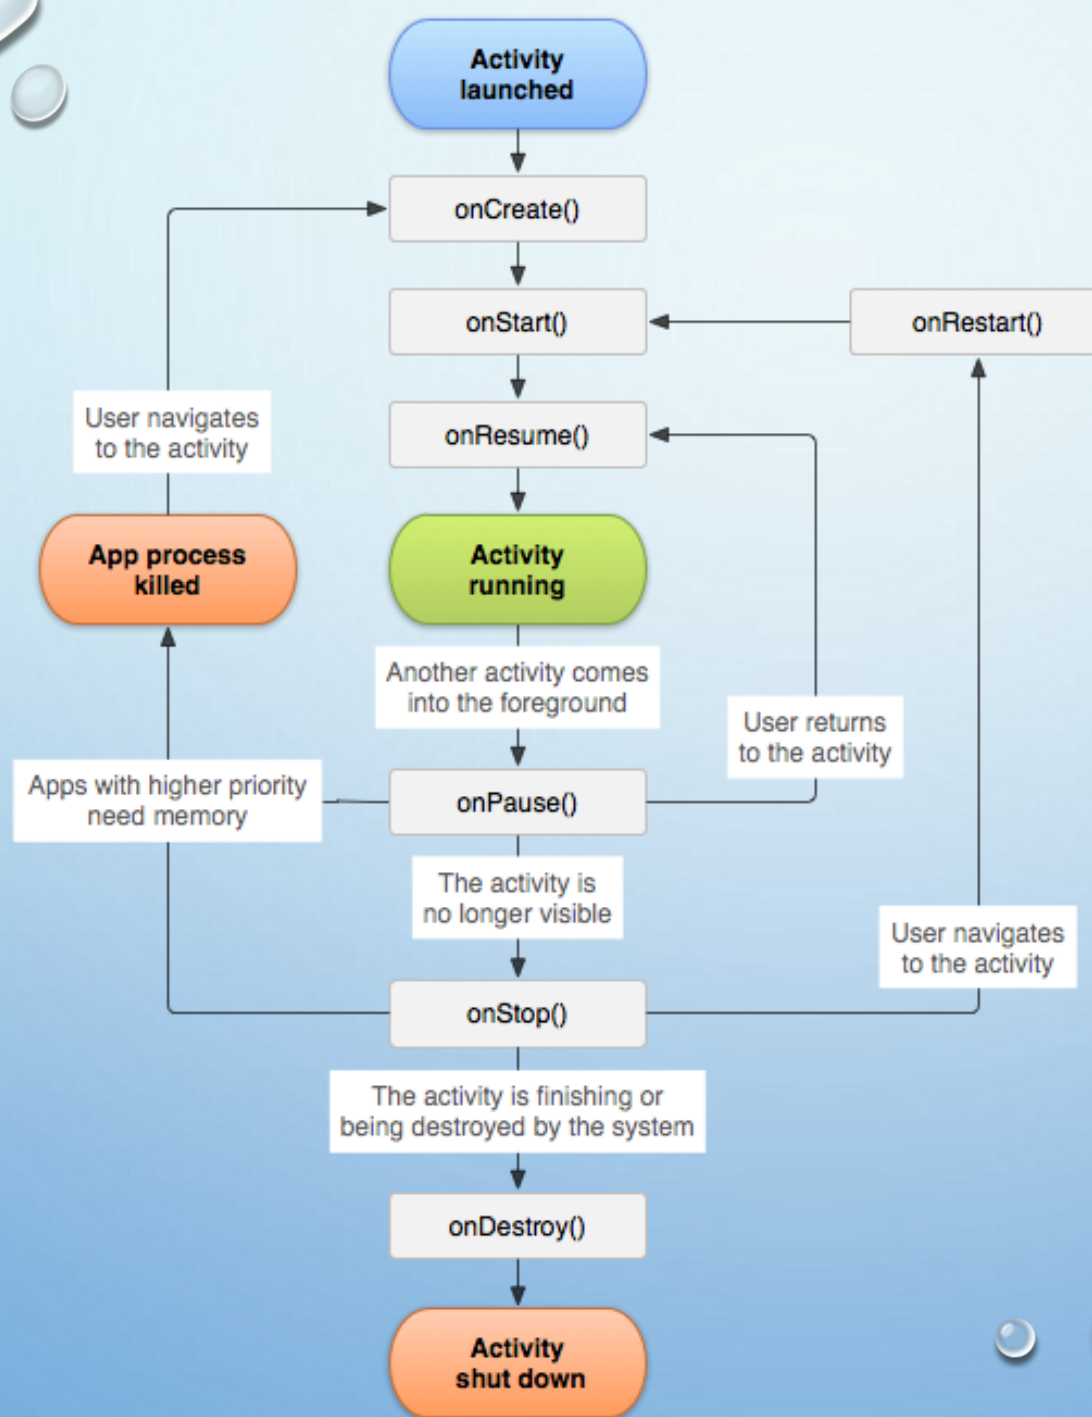 Activity
launched
onCreate()
onStart()
onRestart()
User navigates
to the activity
onResume()
App process
killed
Activity
running
Another activity comes
into the foreground
User returns
to the activity
Apps with higher priority
need memory
onPause()
The activity is
no longer visible
User navigates
to the activity
onStop()
The activity is finishing or
being destroyed by the system
onDestroy()
Activity
shut down